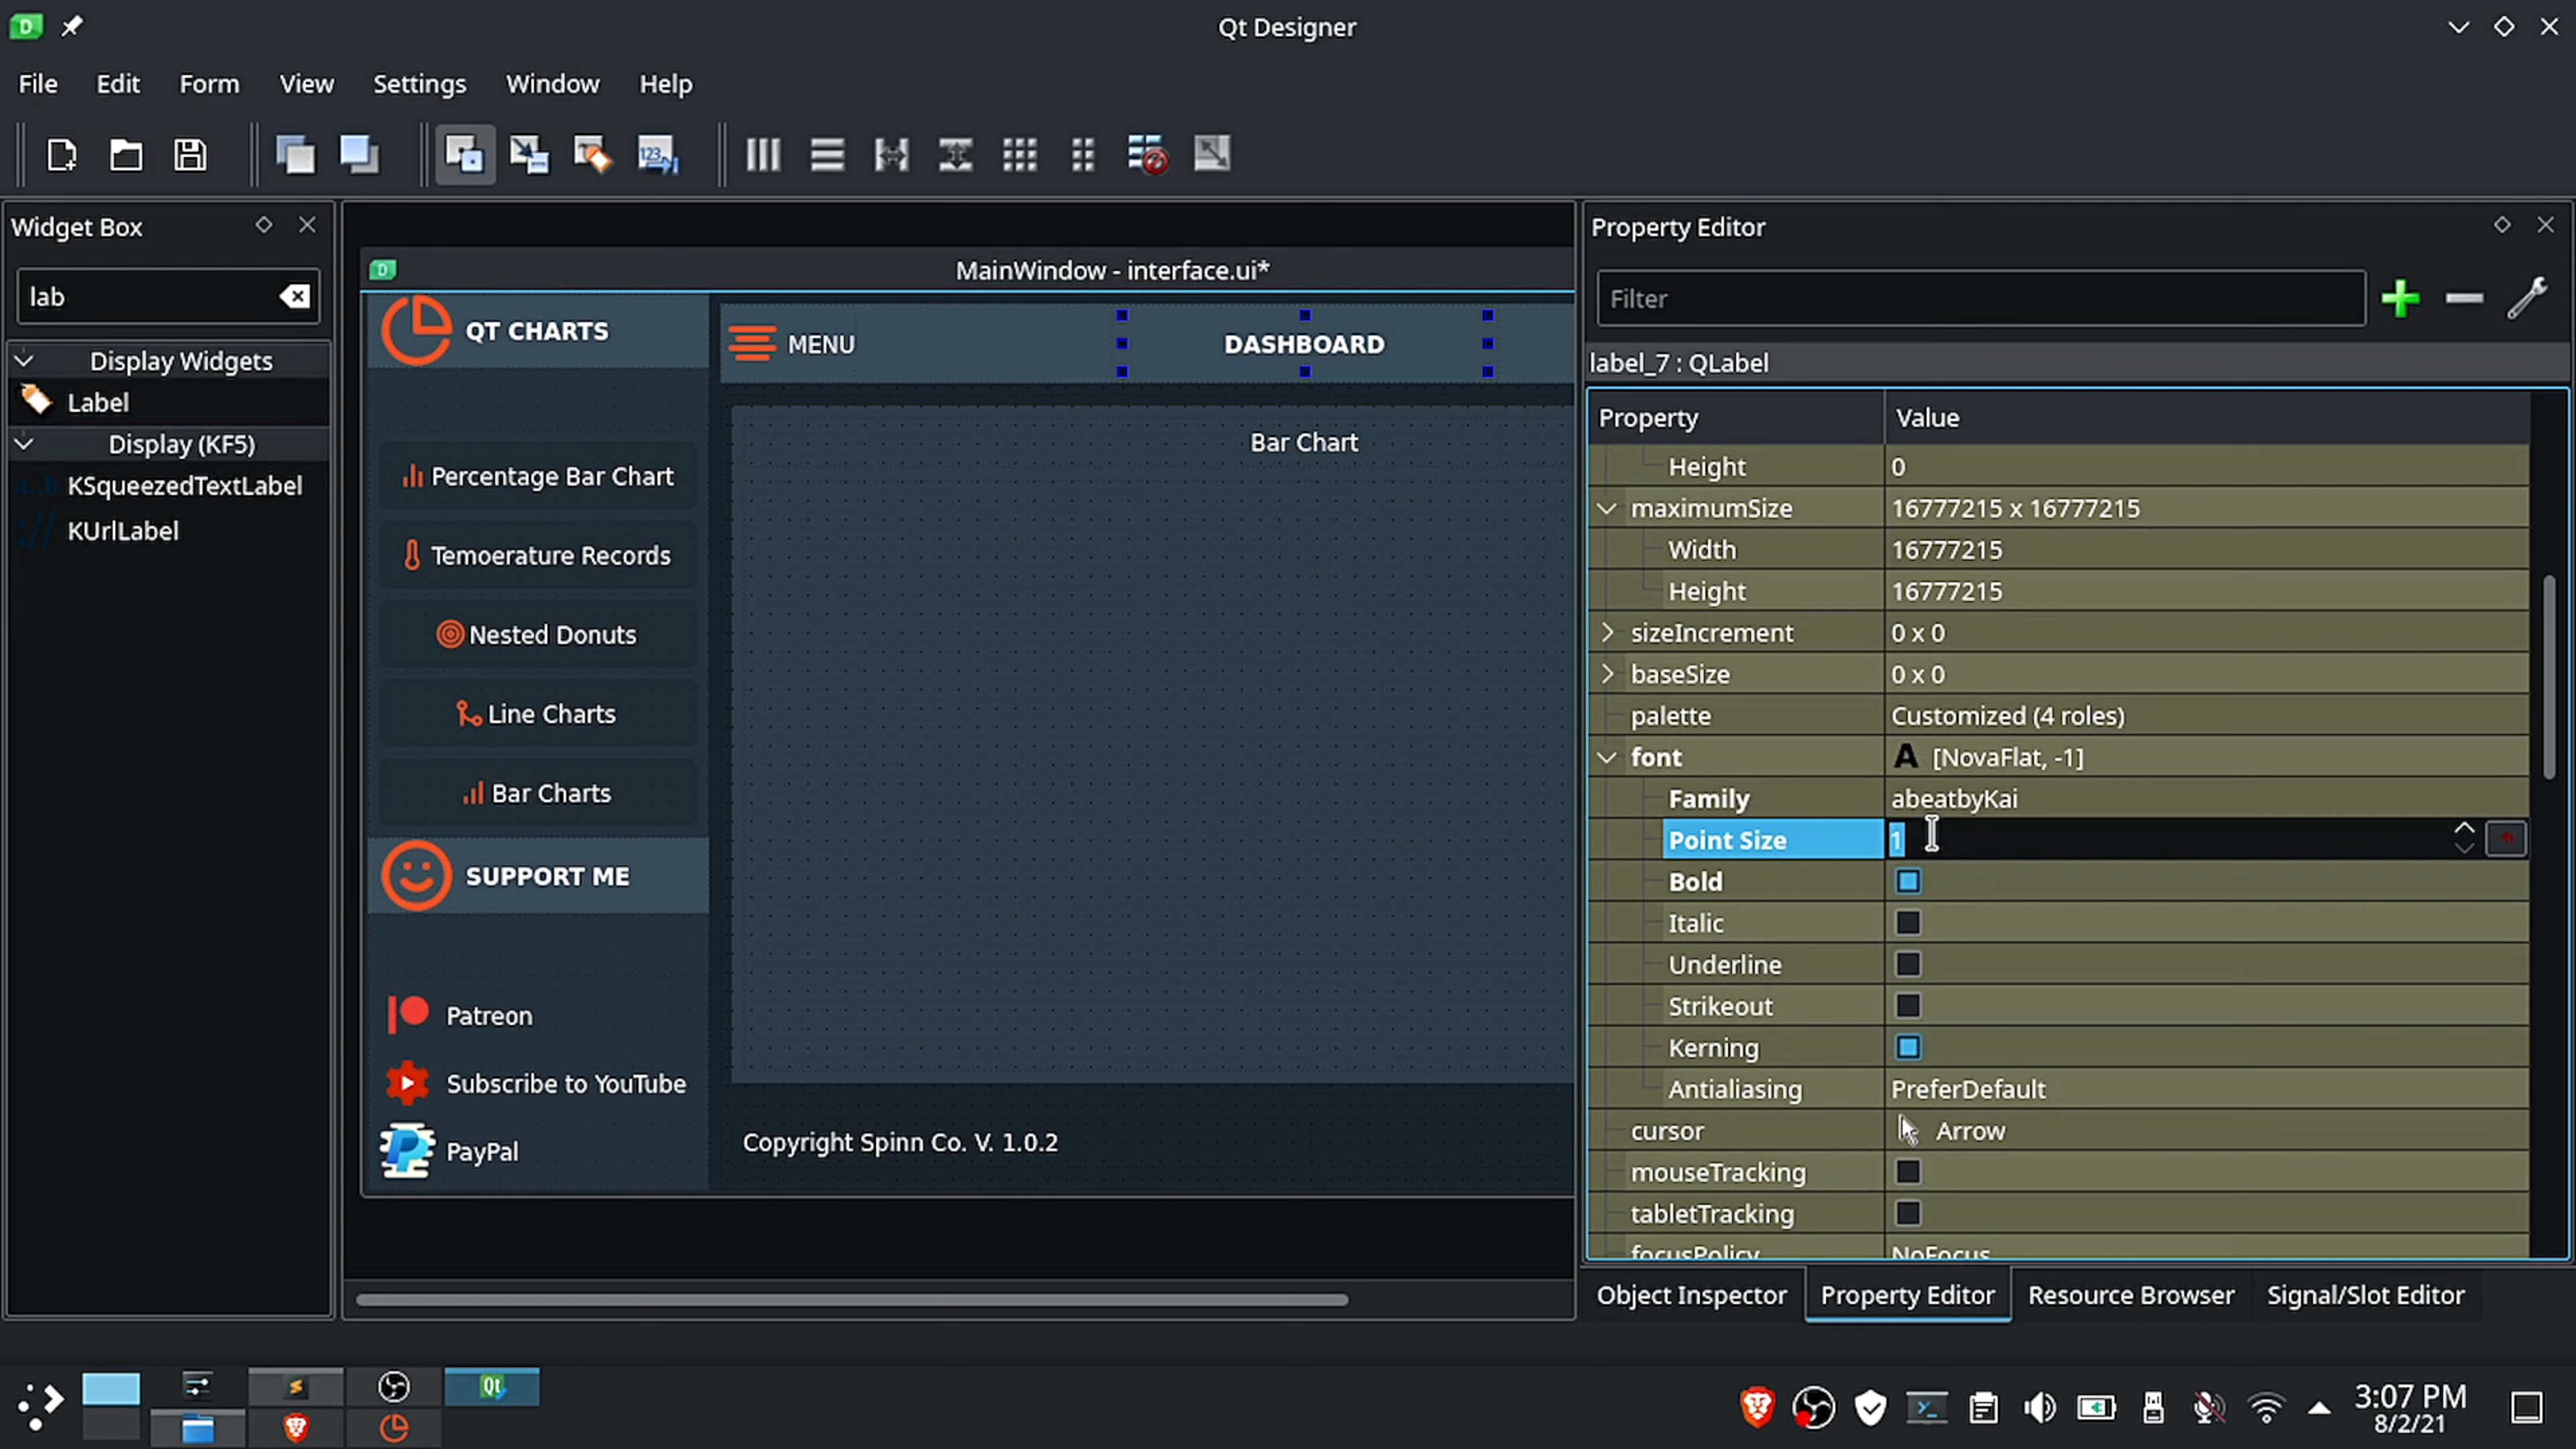 Qt Designer
File Edit Form View Settings Window Help
Widget Box
lab
Display Widgets
Label
Display (KF5)
KSqueezedTextLabel
KUrlLabel
MainWindow - interface.ui*
QT CHARTS
MENU
DASHBOARD
Bar Chart
Percentage Bar Chart
Temoerature Records
Nested Donuts
Line Charts
Bar Charts
SUPPORT ME
Patreon
Subscribe to YouTube
PayPal
Copyright Spinn Co. V. 1.0.2
Property Editor
Filter
label_7 : QLabel
Property Value
Height 0
maximumSize 16777215 x 16777215
Width 16777215
Height 16777215
sizeIncrement 0 x 0
baseSize 0 x 0
palette Customized (4 roles)
font A [NovaFlat, -1]
Family abeatbyKai
Point Size 1
Bold
Italic
Underline
Strikeout
Kerning
Antialiasing PreferDefault
cursor Arrow
mouseTracking
tabletTracking
focusPolicy NoFocus
Object Inspector Property Editor Resource Browser Signal/Slot Editor
3:07 PM
8/2/21